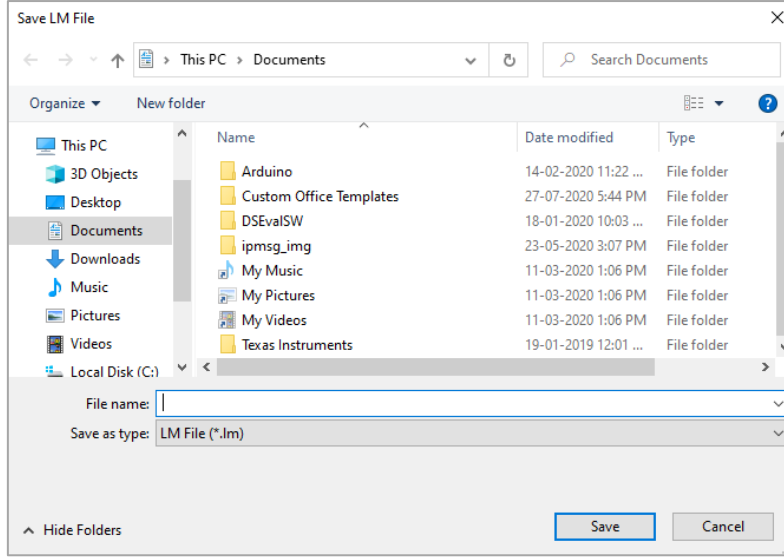 Save LM File
This PC > Documents
Search Documents
Organize
New folder
Name
Date modified
Type
This PC
3D Objects
Desktop
Documents
Downloads
Music
Pictures
Videos
Local Disk (C:)
Arduino 14-02-2020 11:22 ... File folder
Custom Office Templates 27-07-2020 5:44 PM File folder
DSEvalSW 18-01-2020 10:03 ... File folder
ipmsg_img 23-05-2020 3:07 PM File folder
My Music 11-03-2020 1:06 PM File folder
My Pictures 11-03-2020 1:06 PM File folder
My Videos 11-03-2020 1:06 PM File folder
Texas Instruments 19-01-2019 12:01 ... File folder
File name:
Save as type: LM File (*.lm)
Hide Folders
Save
Cancel